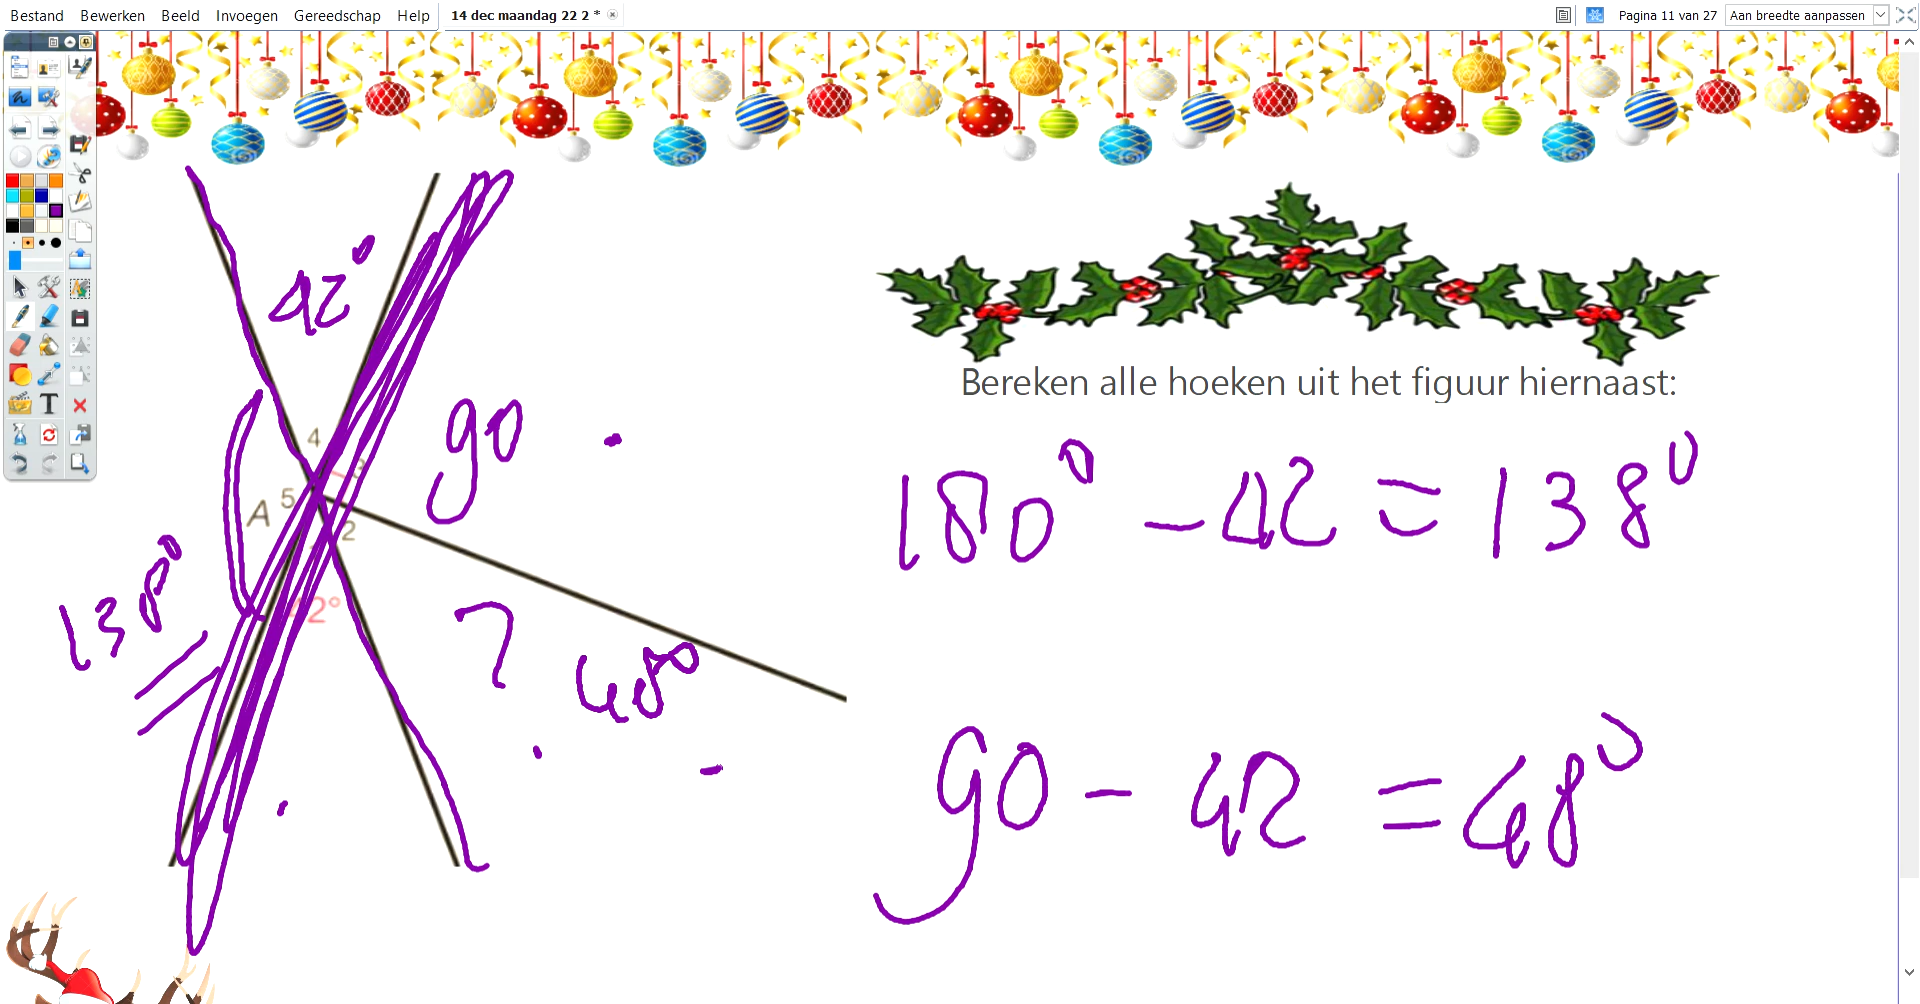 Bestand Bewerken Beeld Invoegen Gereedschap Help 14 dec maandag 22 2 * Pagina 11 van 27 Aan breedte aanpassen
Bereken alle hoeken uit het figuur hiernaast:
42°
4
90
3
A 5
2
180° - 42 = 138°
138°
42°
?
48°
90 - 42 = 48°